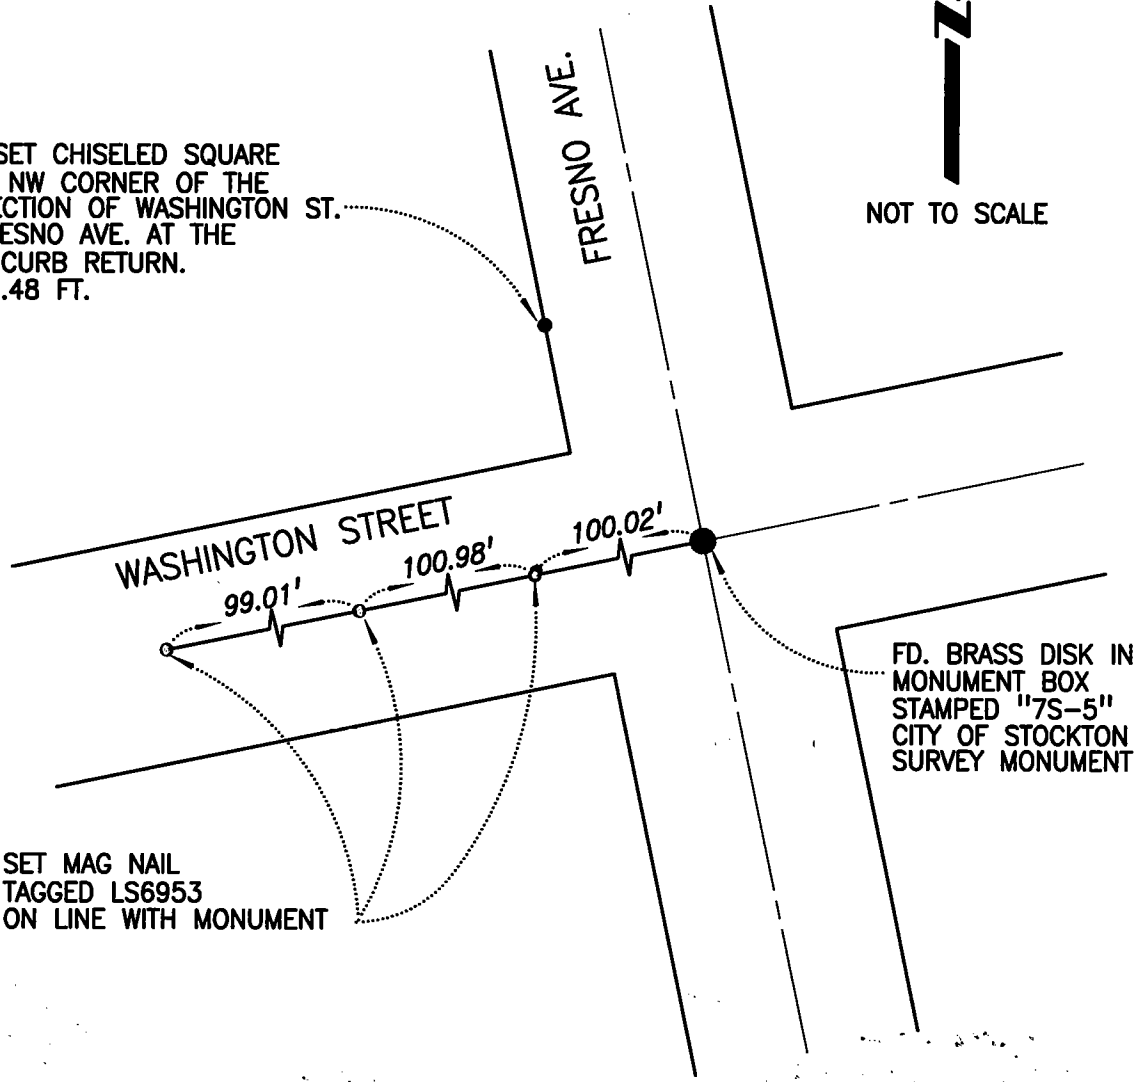 SET CHISELED SQUARE
NW CORNER OF THE
ECTION OF WASHINGTON ST.
ESNO AVE. AT THE
CURB RETURN.
.48 FT.
FRESNO AVE.
NOT TO SCALE
WASHINGTON STREET
99.01'
100.98'
100.02'
FD. BRASS DISK IN
MONUMENT BOX
STAMPED "7S-5"
CITY OF STOCKTON
SURVEY MONUMENT
SET MAG NAIL
TAGGED LS6953
ON LINE WITH MONUMENT